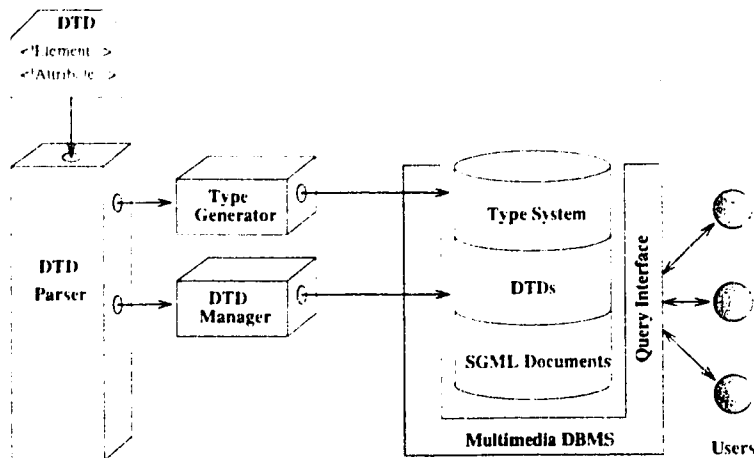 DTD
<!Element >
<!Attribute >
Type
Generator
Type System
DTD
Parser
DTD
Manager
DTDs
Query Interface
SGML Documents
Multimedia DBMS
Users